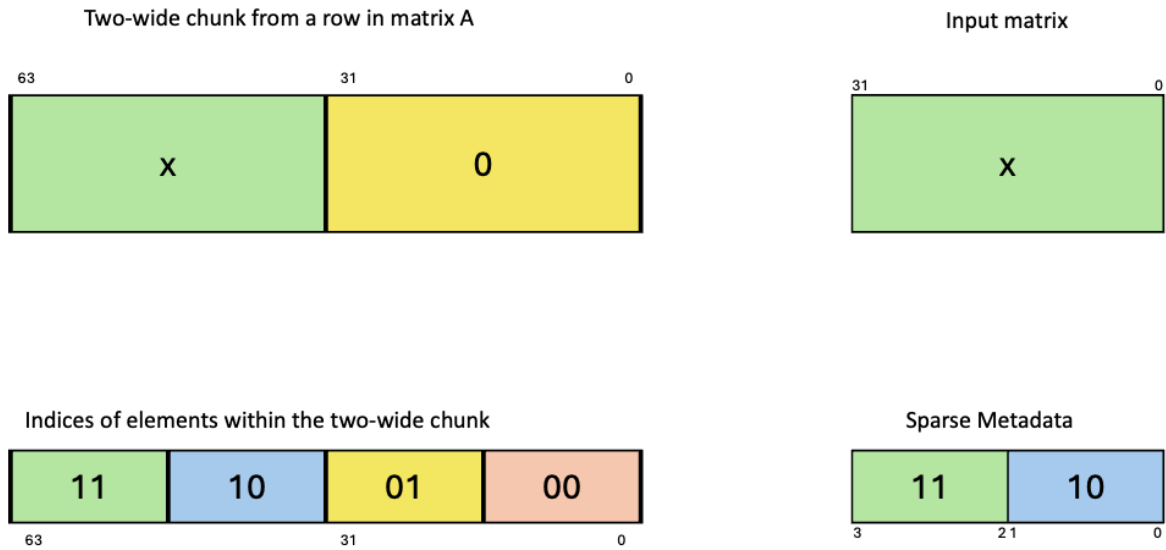 Two-wide chunk from a row in matrix A
Input matrix
63 31 0
31 0
x 0
x
Indices of elements within the two-wide chunk
Sparse Metadata
11 10 01 00
11 10
63 31 0
3 2 1 0